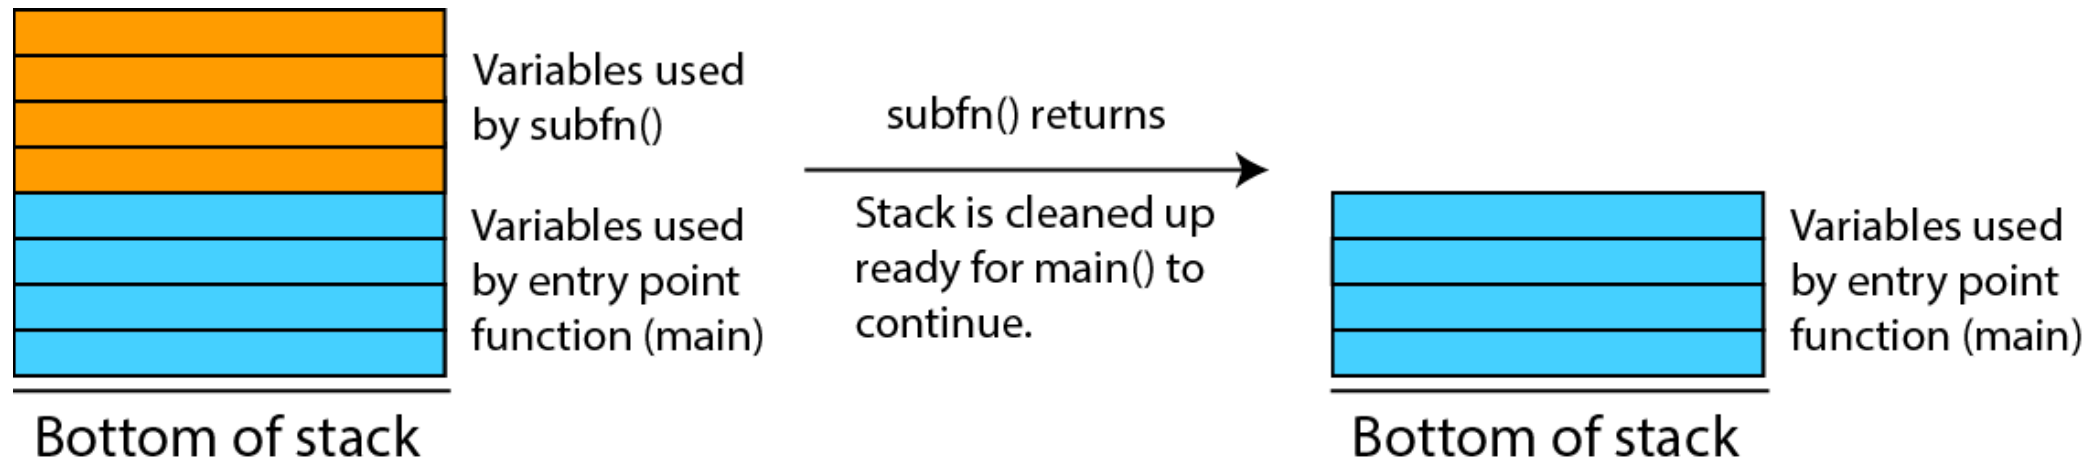 Variables used
by subfn()
Variables used
by entry point
function (main)
Bottom of stack
subfn() returns
Stack is cleaned up
ready for main() to
continue.
Variables used
by entry point
function (main)
Bottom of stack